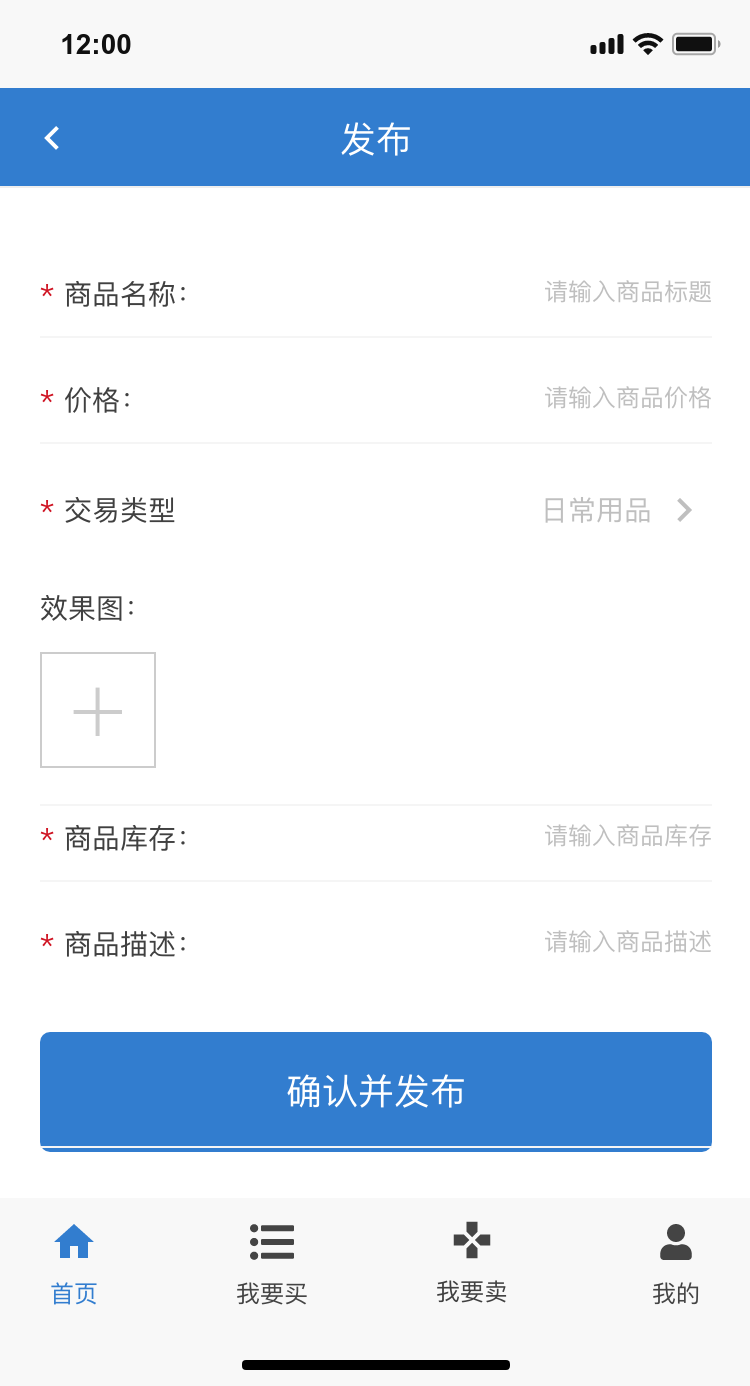 12:00
发布
* 商品名称: 请输入商品标题
* 价格: 请输入商品价格
* 交易类型 日常用品
效果图:
* 商品库存: 请输入商品库存
* 商品描述: 请输入商品描述
确认并发布
首页 我要买 我要卖 我的